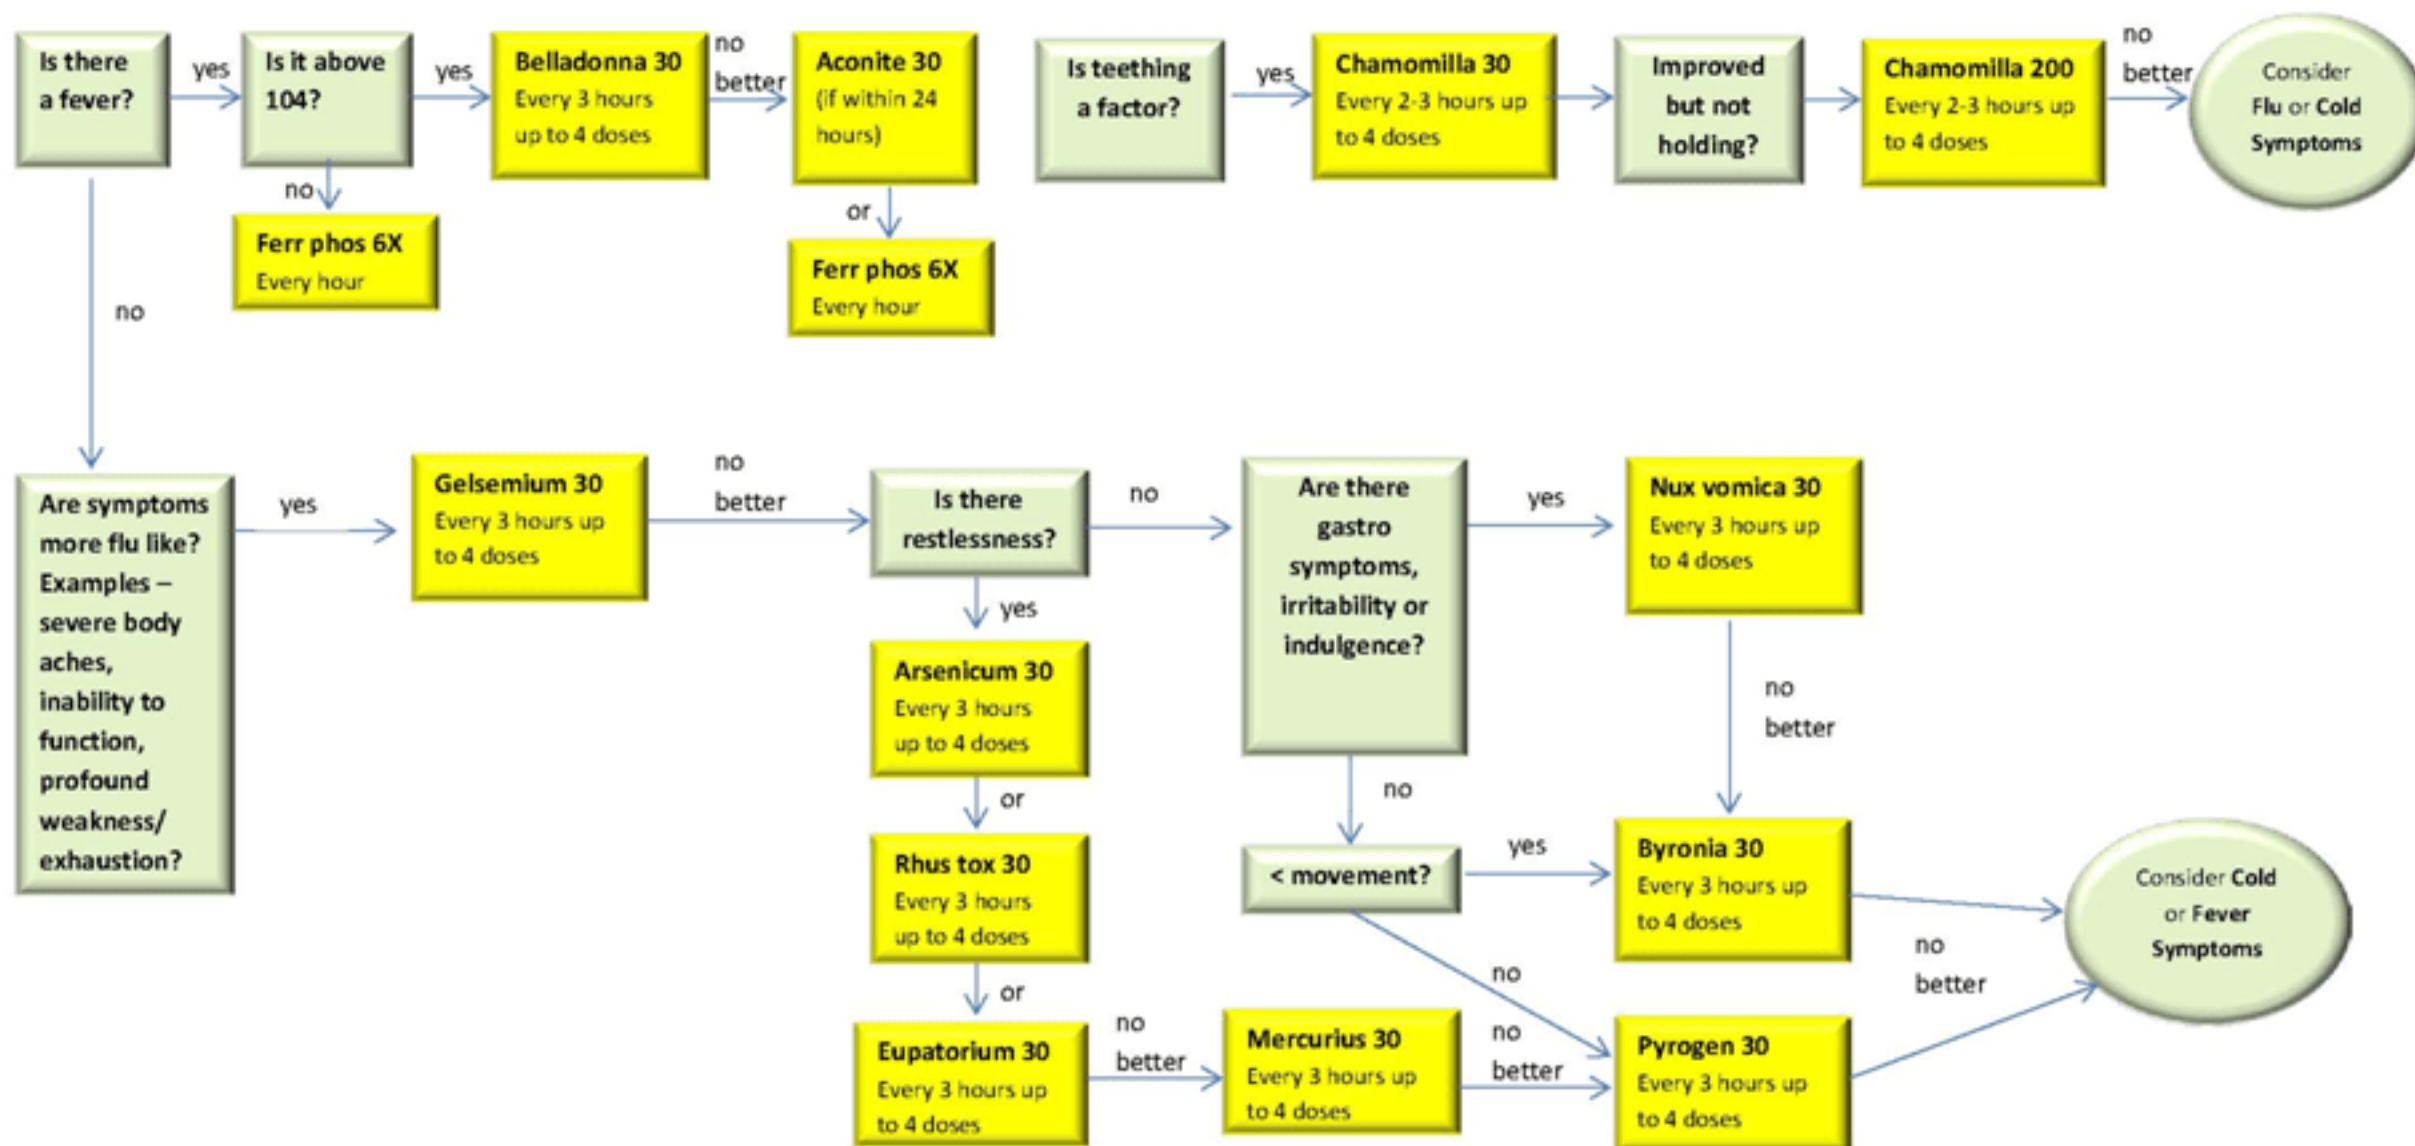 Is there
a fever?
yes
Is it above
104?
yes
Belladonna 30
Every 3 hours
up to 4 doses
no
better
Aconite 30
(if within 24
hours)
no
Ferr phos 6X
Every hour
or
Ferr phos 6X
Every hour
Is teething
a factor?
yes
Chamomilla 30
Every 2-3 hours up
to 4 doses
Improved
but not
holding?
Chamomilla 200
Every 2-3 hours up
to 4 doses
no
better
Consider
Flu or Cold
Symptoms
no
Are symptoms
more flu like?
Examples –
severe body
aches,
inability to
function,
profound
weakness/
exhaustion?
yes
Gelsemium 30
Every 3 hours up
to 4 doses
no
better
Is there
restlessness?
no
Are there
gastro
symptoms,
irritability or
indulgence?
yes
Nux vomica 30
Every 3 hours up
to 4 doses
yes
Arsenicum 30
Every 3 hours
up to 4 doses
or
Rhus tox 30
Every 3 hours
up to 4 doses
or
Eupatorium 30
Every 3 hours up
to 4 doses
no
better
Mercurius 30
Every 3 hours up
to 4 doses
no
better
no
< movement?
yes
no
no
better
Byronia 30
Every 3 hours up
to 4 doses
Pyrogen 30
Every 3 hours up
to 4 doses
no
better
Consider Cold
or Fever
Symptoms